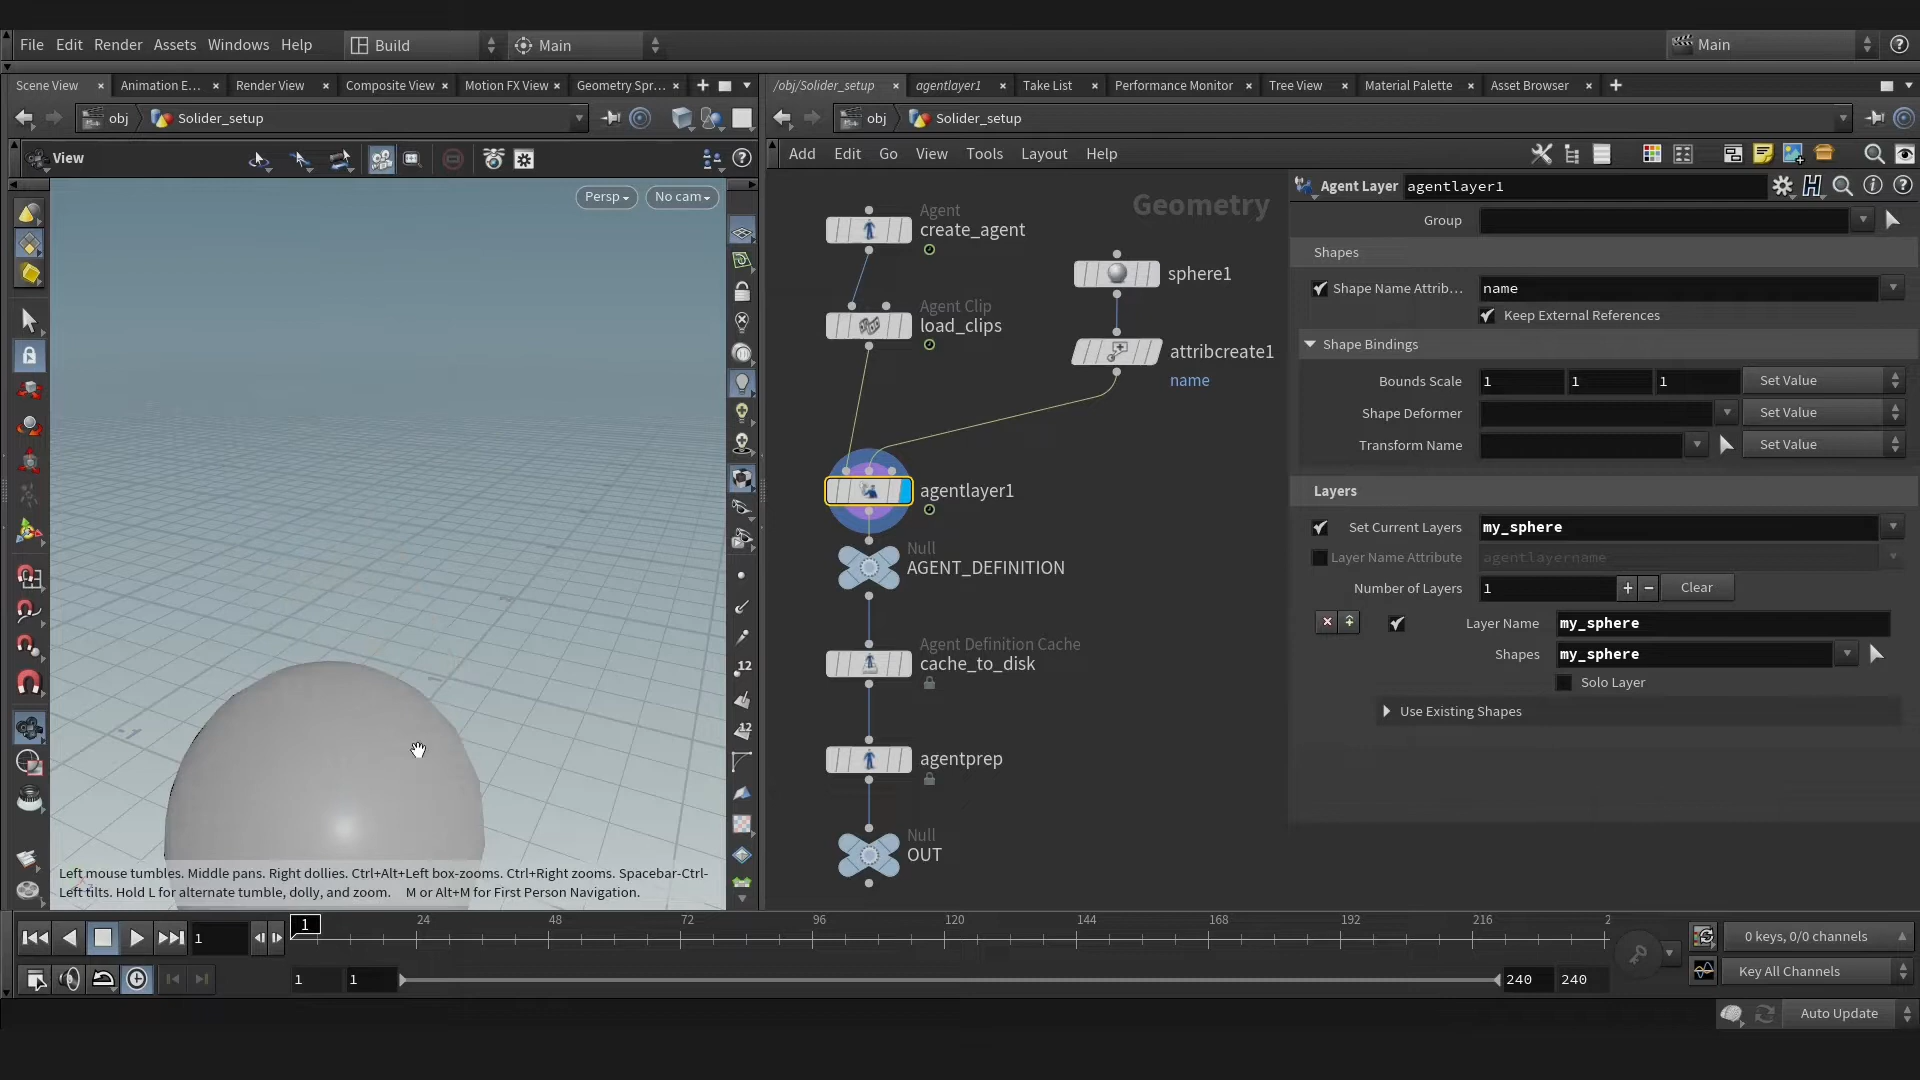 File Edit Render Assets Windows Help Build Main Main
Scene View Animation E... Render View Composite View Motion FX View Geometry Spr... /obj/Solider_setup agentlayer1 Take List Performance Monitor Tree View Material Palette Asset Browser
obj Solider_setup obj Solider_setup
View Add Edit Go View Tools Layout Help
Persp No cam
Geometry
Agent
create_agent
sphere1
Agent Clip
load_clips
attribcreate1
name
agentlayer1
Null
AGENT_DEFINITION
Agent Definition Cache
cache_to_disk
agentprep
Null
OUT
Agent Layer agentlayer1
Group
Shapes
Shape Name Attrib... name
Keep External References
Shape Bindings
Bounds Scale 1 1 1 Set Value
Shape Deformer Set Value
Transform Name Set Value
Layers
Set Current Layers my_sphere
Layer Name Attribute agentlayername
Number of Layers 1 Clear
Layer Name my_sphere
Shapes my_sphere
Solo Layer
Use Existing Shapes
12
12
Left mouse tumbles. Middle pans. Right dollies. Ctrl+Alt+Left box-zooms. Ctrl+Right zooms. Spacebar-Ctrl-
Left tilts. Hold L for alternate tumble, dolly, and zoom. M or Alt+M for First Person Navigation.
1 1 24 48 72 96 120 144 168 192 216 2
0 keys, 0/0 channels
1 1 240 240 Key All Channels
Auto Update